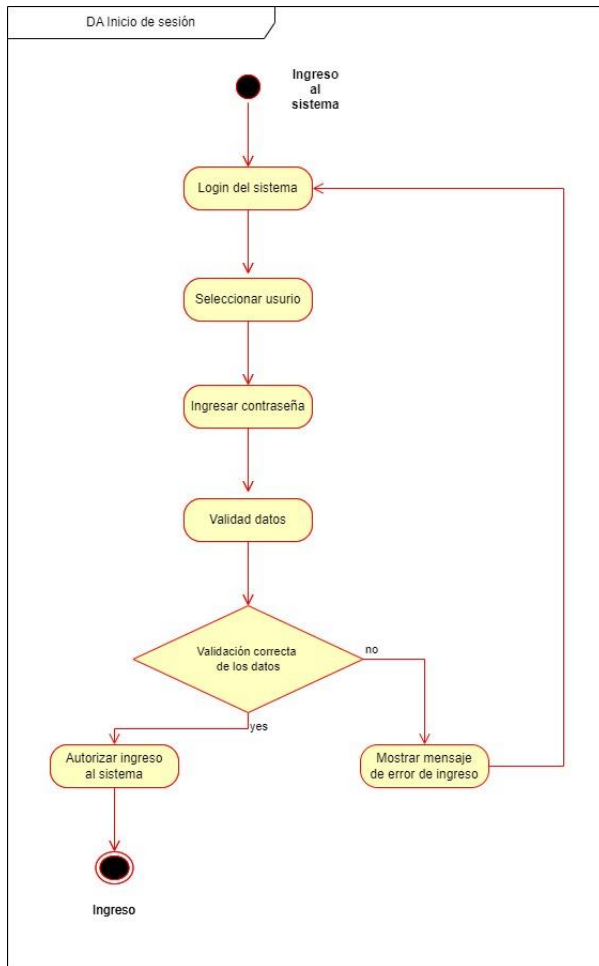 DA Inicio de sesión
Ingreso
al
sistema
Login del sistema
Seleccionar usurio
Ingresar contraseña
Validad datos
Validación correcta
de los datos
no
yes
Autorizar ingreso
al sistema
Mostrar mensaje
de error de ingreso
Ingreso